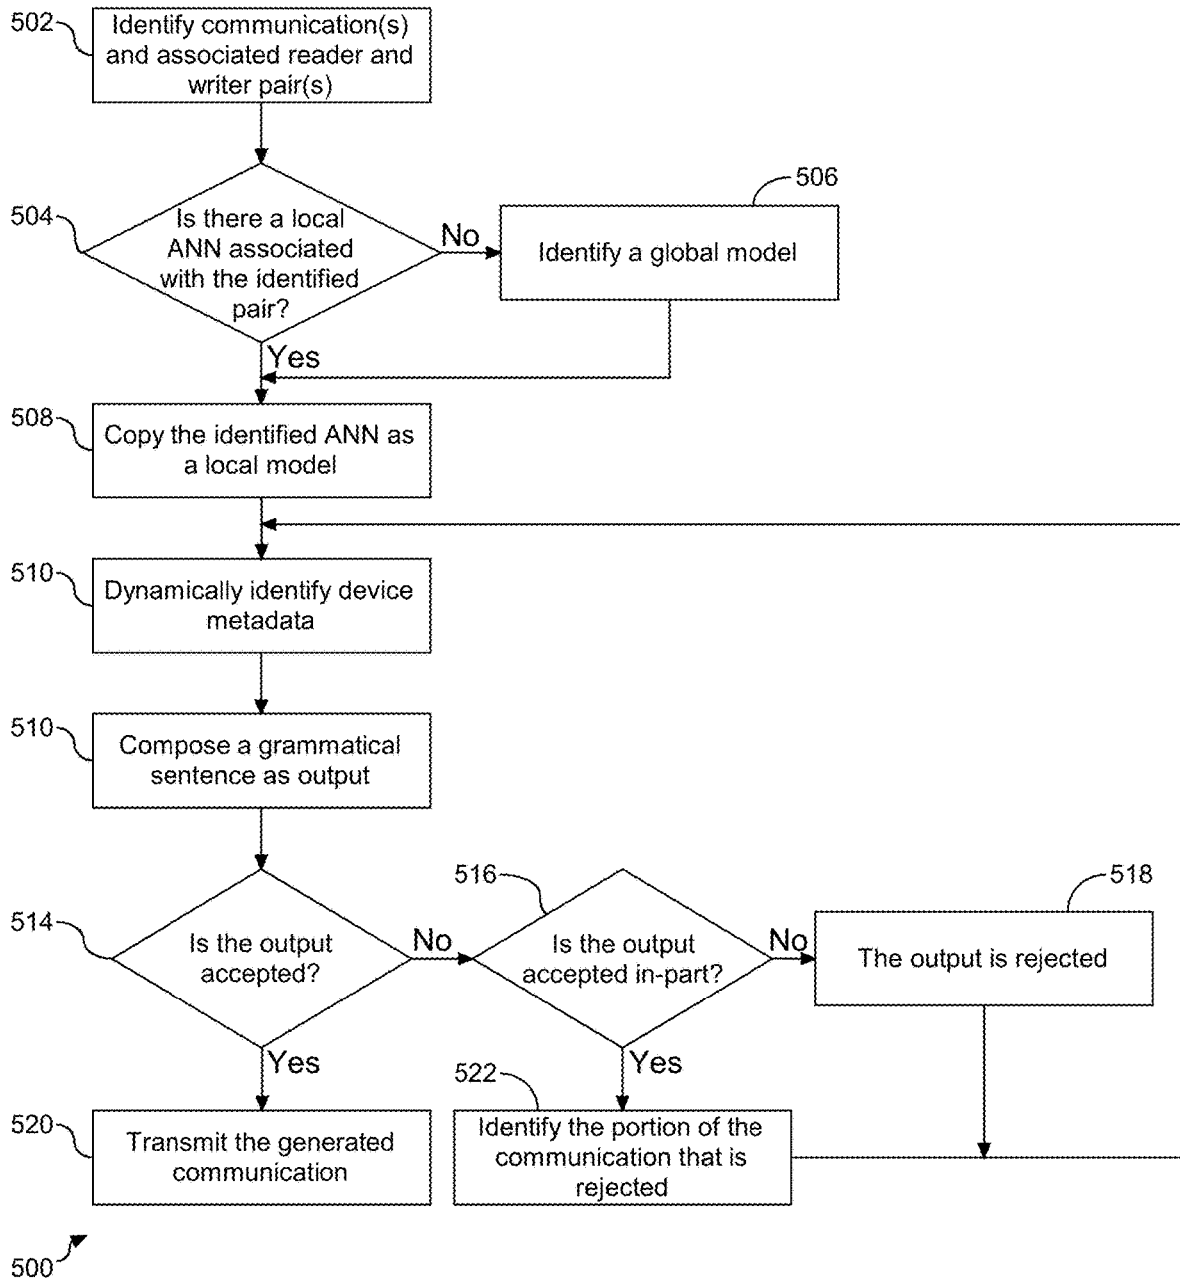 502
Identify communication(s)
and associated reader and
writer pair(s)
504
Is there a local
ANN associated
with the identified
pair?
No
506
Identify a global model
Yes
508
Copy the identified ANN as
a local model
510
Dynamically identify device
metadata
510
Compose a grammatical
sentence as output
514
Is the output
accepted?
No
516
Is the output
accepted in-part?
No
518
The output is rejected
Yes
Yes
520
Transmit the generated
communication
522
Identify the portion of the
communication that is
rejected
500